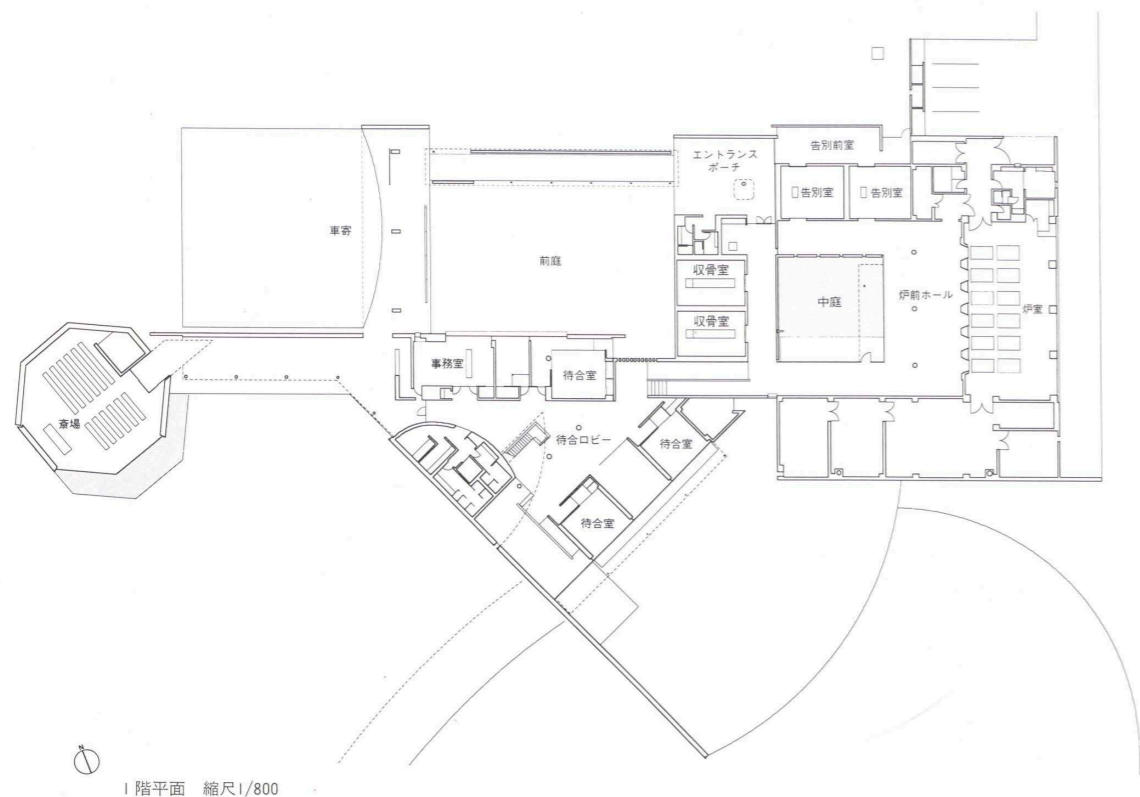 エントランス
ポーチ
告別前室
告別室
告別室
車寄
前庭
収骨室
中庭
炉前ホール
炉室
収骨室
事務室
待合室
斎場
待合ロビー
待合室
待合室
N
1階平面 縮尺1/800